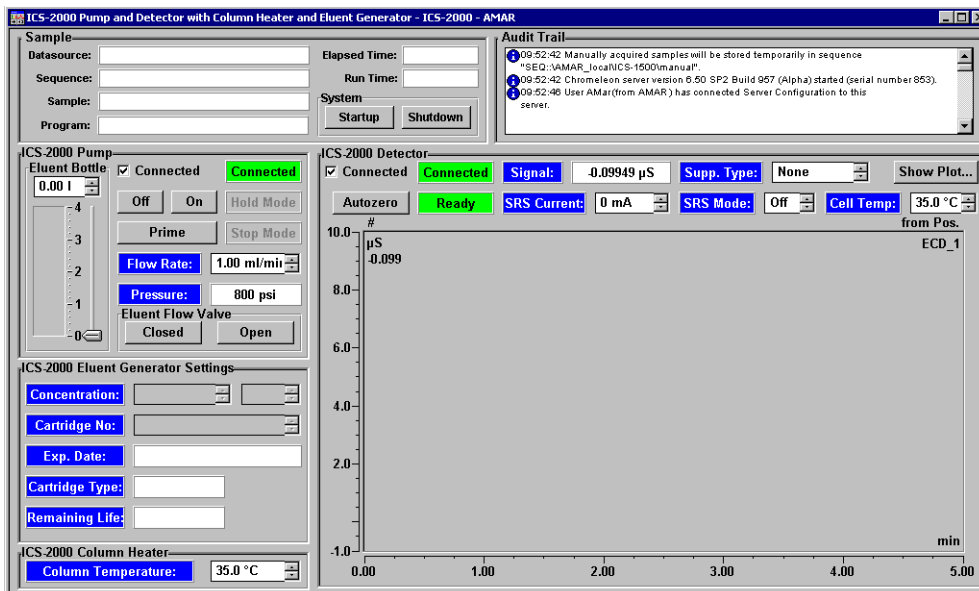 ICS-2000 Pump and Detector with Column Heater and Eluent Generator - ICS-2000 - AMAR
Sample
Datasource:
Sequence:
Sample:
Program:
Elapsed Time:
Run Time:
System
Startup Shutdown
Audit Trail
09:52:42 Manually acquired samples will be stored temporarily in sequence
"SEQ::\AMAR_local\ICS-1500\manual".
09:52:42 Chromeleon server version 6.50 SP2 Build 957 (Alpha) started (serial number 853).
09:52:46 User AMar(from AMAR ) has connected Server Configuration to this
server.
ICS-2000 Pump
Eluent Bottle
0.00 l
4
3
2
1
0
Connected Connected
Off On Hold Mode
Prime Stop Mode
Flow Rate: 1.00 ml/min
Pressure: 800 psi
Eluent Flow Valve
Closed Open
ICS-2000 Detector
Connected Connected Signal: -0.09949 µS Supp. Type: None Show Plot...
Autozero Ready SRS Current: 0 mA SRS Mode: Off Cell Temp: 35.0 °C
# from Pos.
10.0
µS ECD_1
-0.099
8.0
6.0
4.0
2.0
-1.0
min
0.00 1.00 2.00 3.00 4.00 5.00
ICS-2000 Eluent Generator Settings
Concentration:
Cartridge No:
Exp. Date:
Cartridge Type:
Remaining Life:
ICS-2000 Column Heater
Column Temperature: 35.0 °C